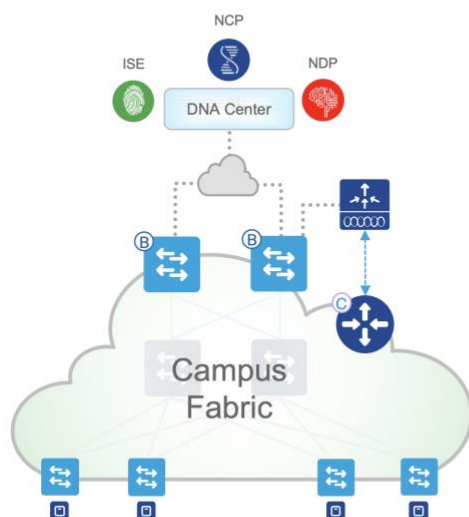 NCP
ISE
NDP
DNA Center
B
B
C
Campus
Fabric